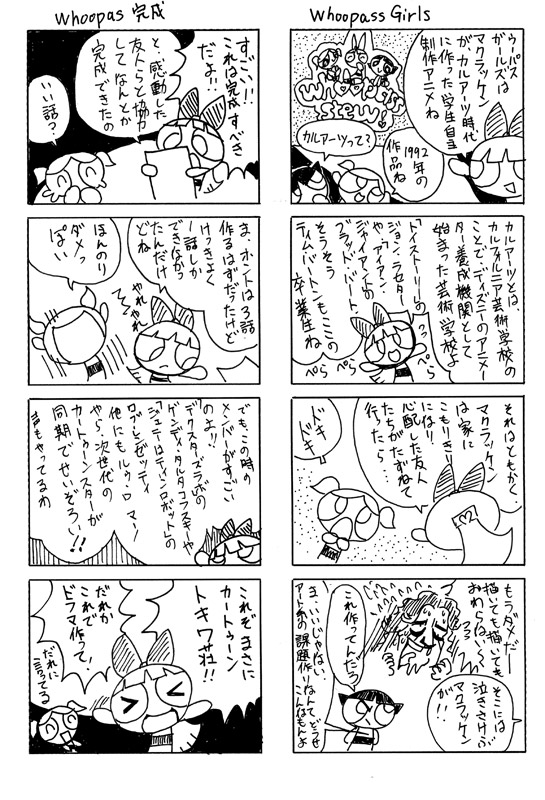 Whoopass Girls
ウーパス
ガールズは
マクラッケン
が、カルアーツ時代
に作った学生自主
制作アニメね
1992年の
作品ね
カルアーツって?
カルアーツとは、
カルフォルニア芸術学校の
ことで、ディズニーのアニメー
ター養成機関として
始まった芸術学校よ
「トイストーリー」の
ジョン・ラセター
や、「アイアン・
ジャイアント」の
ブラッド・バード、
そうそう
ティムバートンも、ここの
卒業生ね
ぺら
ぺら
ぺら
それはともかく
マクラッケン
は家に
こもりっきり
に!!
心配した友人
たちがたずねて
行ったら…
ドキ
ドキ
もうダメだー
描いても描いても
おわらないい
そこには
泣きさけぶ
マクラッケン
が!!
これ作ってんだろ
ま、いいじゃない
アート系の課題作りなんてどうせ
こんなもんよ
Whoopas 完成
すごい!!
これは完成すべき
だよ!!
と、感動した
友人らと協力
してなんとか
完成できたの
いい話?
ま、ホントは3話
作るはずだったけど
けっきょく
1話しか
できなかっ
たんだけ
どね
やれやれ
ほんのり
ダメっ
ぽい
でも、この時の
メンバーがすごい
のよ!!
「デクスターズラボ」の
ゲンディ・タルタコフスキーや
「ジェニーはティーン・ロボット」の
ロブ・レンゼッティ
他にもルゥ・ロマーノ
やら、次世代の
カートゥーンスターが
同期でせいぞろい!!
声もやってるわ
これぞまさに
カートゥーン
トキワ荘!!
だれか
これで
ドラマ作って!
だれに
言ってる